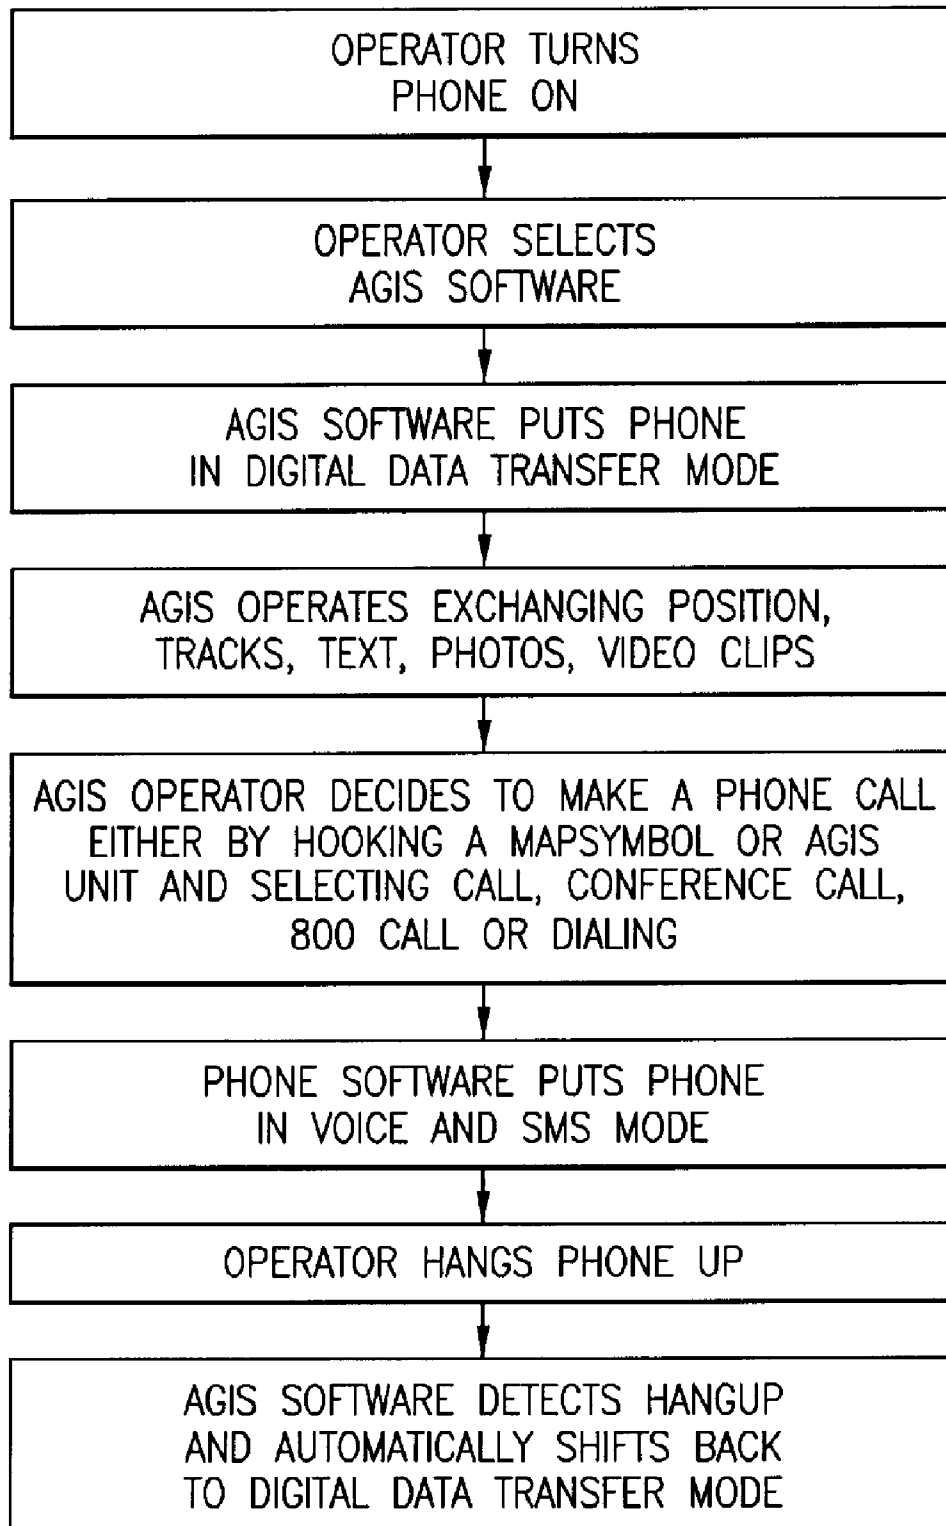 OPERATOR TURNS
PHONE ON
OPERATOR SELECTS
AGIS SOFTWARE
AGIS SOFTWARE PUTS PHONE
IN DIGITAL DATA TRANSFER MODE
AGIS OPERATES EXCHANGING POSITION,
TRACKS, TEXT, PHOTOS, VIDEO CLIPS
AGIS OPERATOR DECIDES TO MAKE A PHONE CALL
EITHER BY HOOKING A MAPSYMBOL OR AGIS
UNIT AND SELECTING CALL, CONFERENCE CALL,
800 CALL OR DIALING
PHONE SOFTWARE PUTS PHONE
IN VOICE AND SMS MODE
OPERATOR HANGS PHONE UP
AGIS SOFTWARE DETECTS HANGUP
AND AUTOMATICALLY SHIFTS BACK
TO DIGITAL DATA TRANSFER MODE